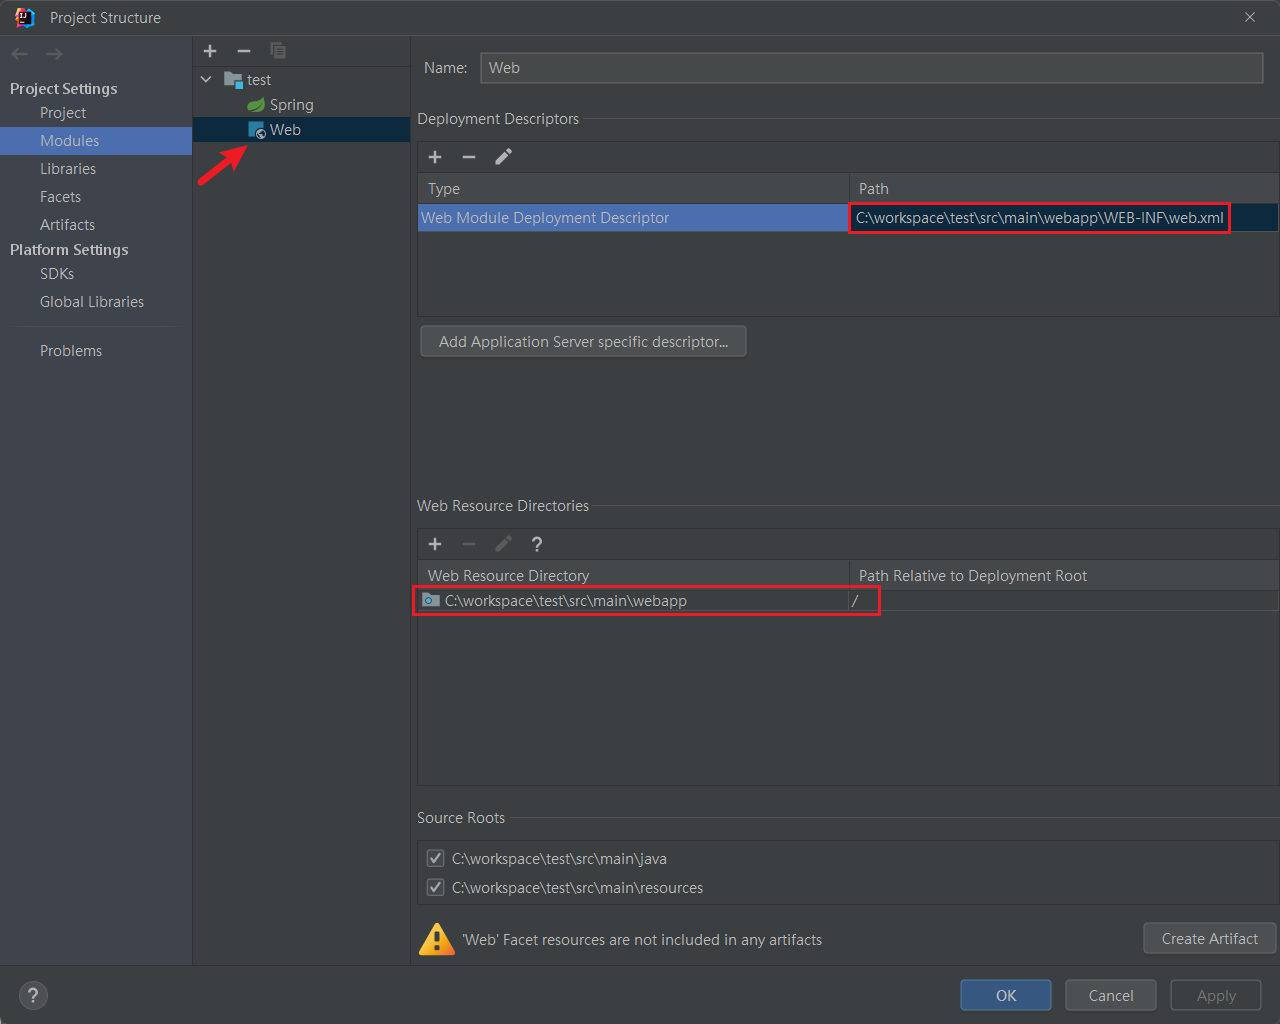 Project Structure
Project Settings
Project
Modules
Libraries
Facets
Artifacts
Platform Settings
SDKs
Global Libraries
Problems
test
Spring
Web
Name: Web
Deployment Descriptors
Type Path
Web Module Deployment Descriptor C:\workspace\test\src\main\webapp\WEB-INF\web.xml
Add Application Server specific descriptor...
Web Resource Directories
?
Web Resource Directory Path Relative to Deployment Root
C:\workspace\test\src\main\webapp /
Source Roots
C:\workspace\test\src\main\java
C:\workspace\test\src\main\resources
'Web' Facet resources are not included in any artifacts Create Artifact
? OK Cancel Apply